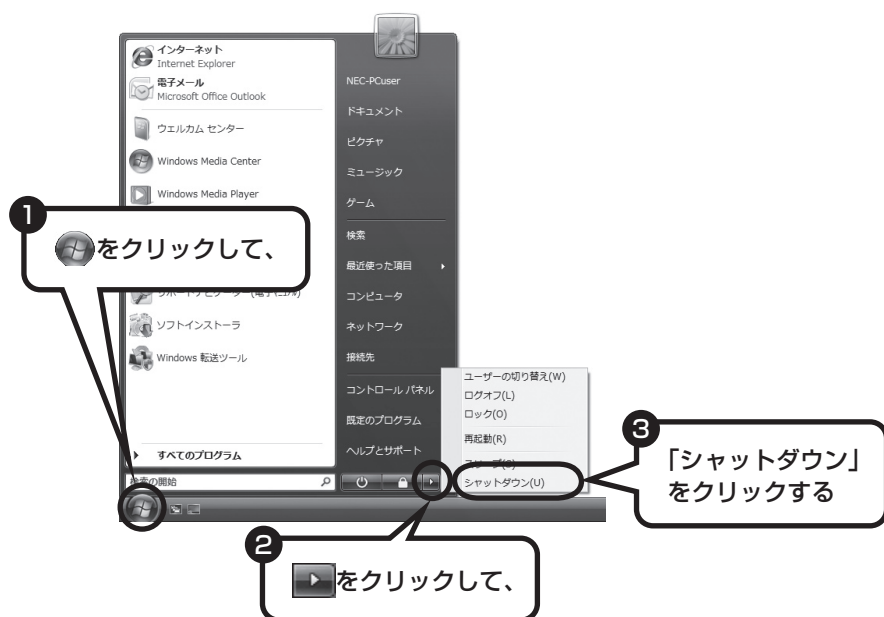 インターネット
Internet Explorer
電子メール
Microsoft Office Outlook
ウェルカム センター
Windows Media Center
Windows Media Player
ソフトインストーラ
Windows 転送ツール
すべてのプログラム
検索の開始
NEC-PCuser
ドキュメント
ピクチャ
ミュージック
ゲーム
検索
最近使った項目
コンピュータ
ネットワーク
接続先
コントロール パネル
既定のプログラム
ヘルプとサポート
ユーザーの切り替え(W)
ログオフ(L)
ロック(O)
再起動(R)
スリープ(S)
シャットダウン(U)
1
をクリックして、
2
をクリックして、
3
「シャットダウン」
をクリックする